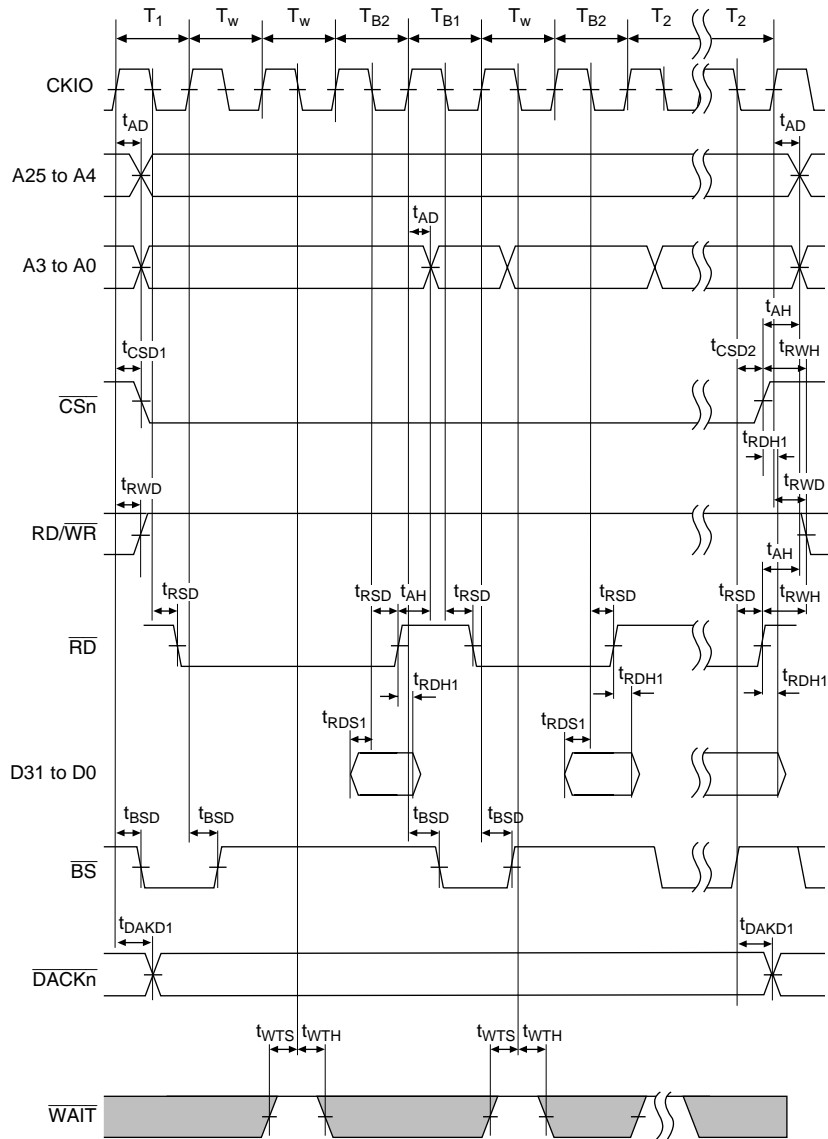 T1 Tw Tw TB2 TB1 Tw TB2 T2 T2
CKIO
tAD tAD
A25 to A4
tAD
A3 to A0
tAH
tCSD1 tCSD2 tRWH
CSn
tRDH1
tRWD tRWD
RD/WR
tAH
tRSD tRSD tAH tRSD tRSD tRSD tRWH
RD
tRDH1 tRDH1 tRDH1
tRDS1 tRDS1
D31 to D0
tBSD tBSD tBSD tBSD
BS
tDAKD1 tDAKD1
DACKn
tWTS tWTH tWTS tWTH
WAIT